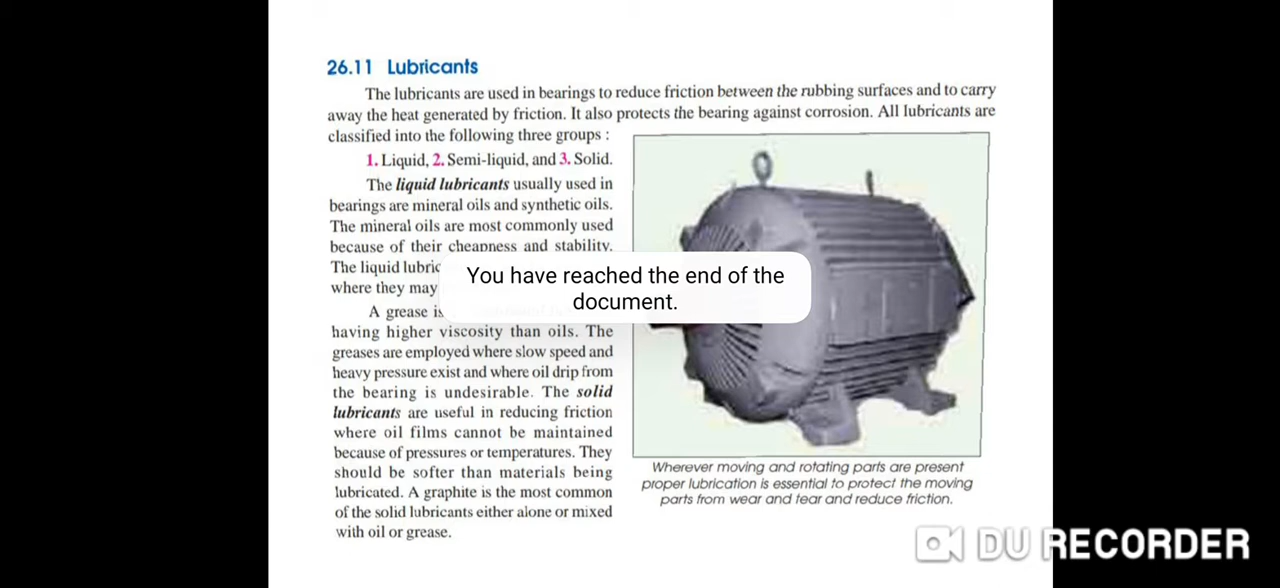 26.11 Lubricants
The lubricants are used in bearings to reduce friction between the rubbing surfaces and to carry
away the heat generated by friction. It also protects the bearing against corrosion. All lubricants are
classified into the following three groups :
1. Liquid, 2. Semi-liquid, and 3. Solid.
The liquid lubricants usually used in
bearings are mineral oils and synthetic oils.
The mineral oils are most commonly used
because of their cheapness and stability.
The liquid
where they may
A grease is
having higher viscosity than oils. The
greases are employed where slow speed and
heavy pressure exist and where oil drip from
the bearing is undesirable. The solid
lubricants are useful in reducing friction
where oil films cannot be maintained
because of pressures or temperatures. They
should be softer than materials being
lubricated. A graphite is the most common
of the solid lubricants either alone or mixed
with oil or grease.
You have reached the end of the
document.
Wherever moving and rotating parts are present
proper lubrication is essential to protect the moving
parts from wear and tear and reduce friction.
DU RECORDER